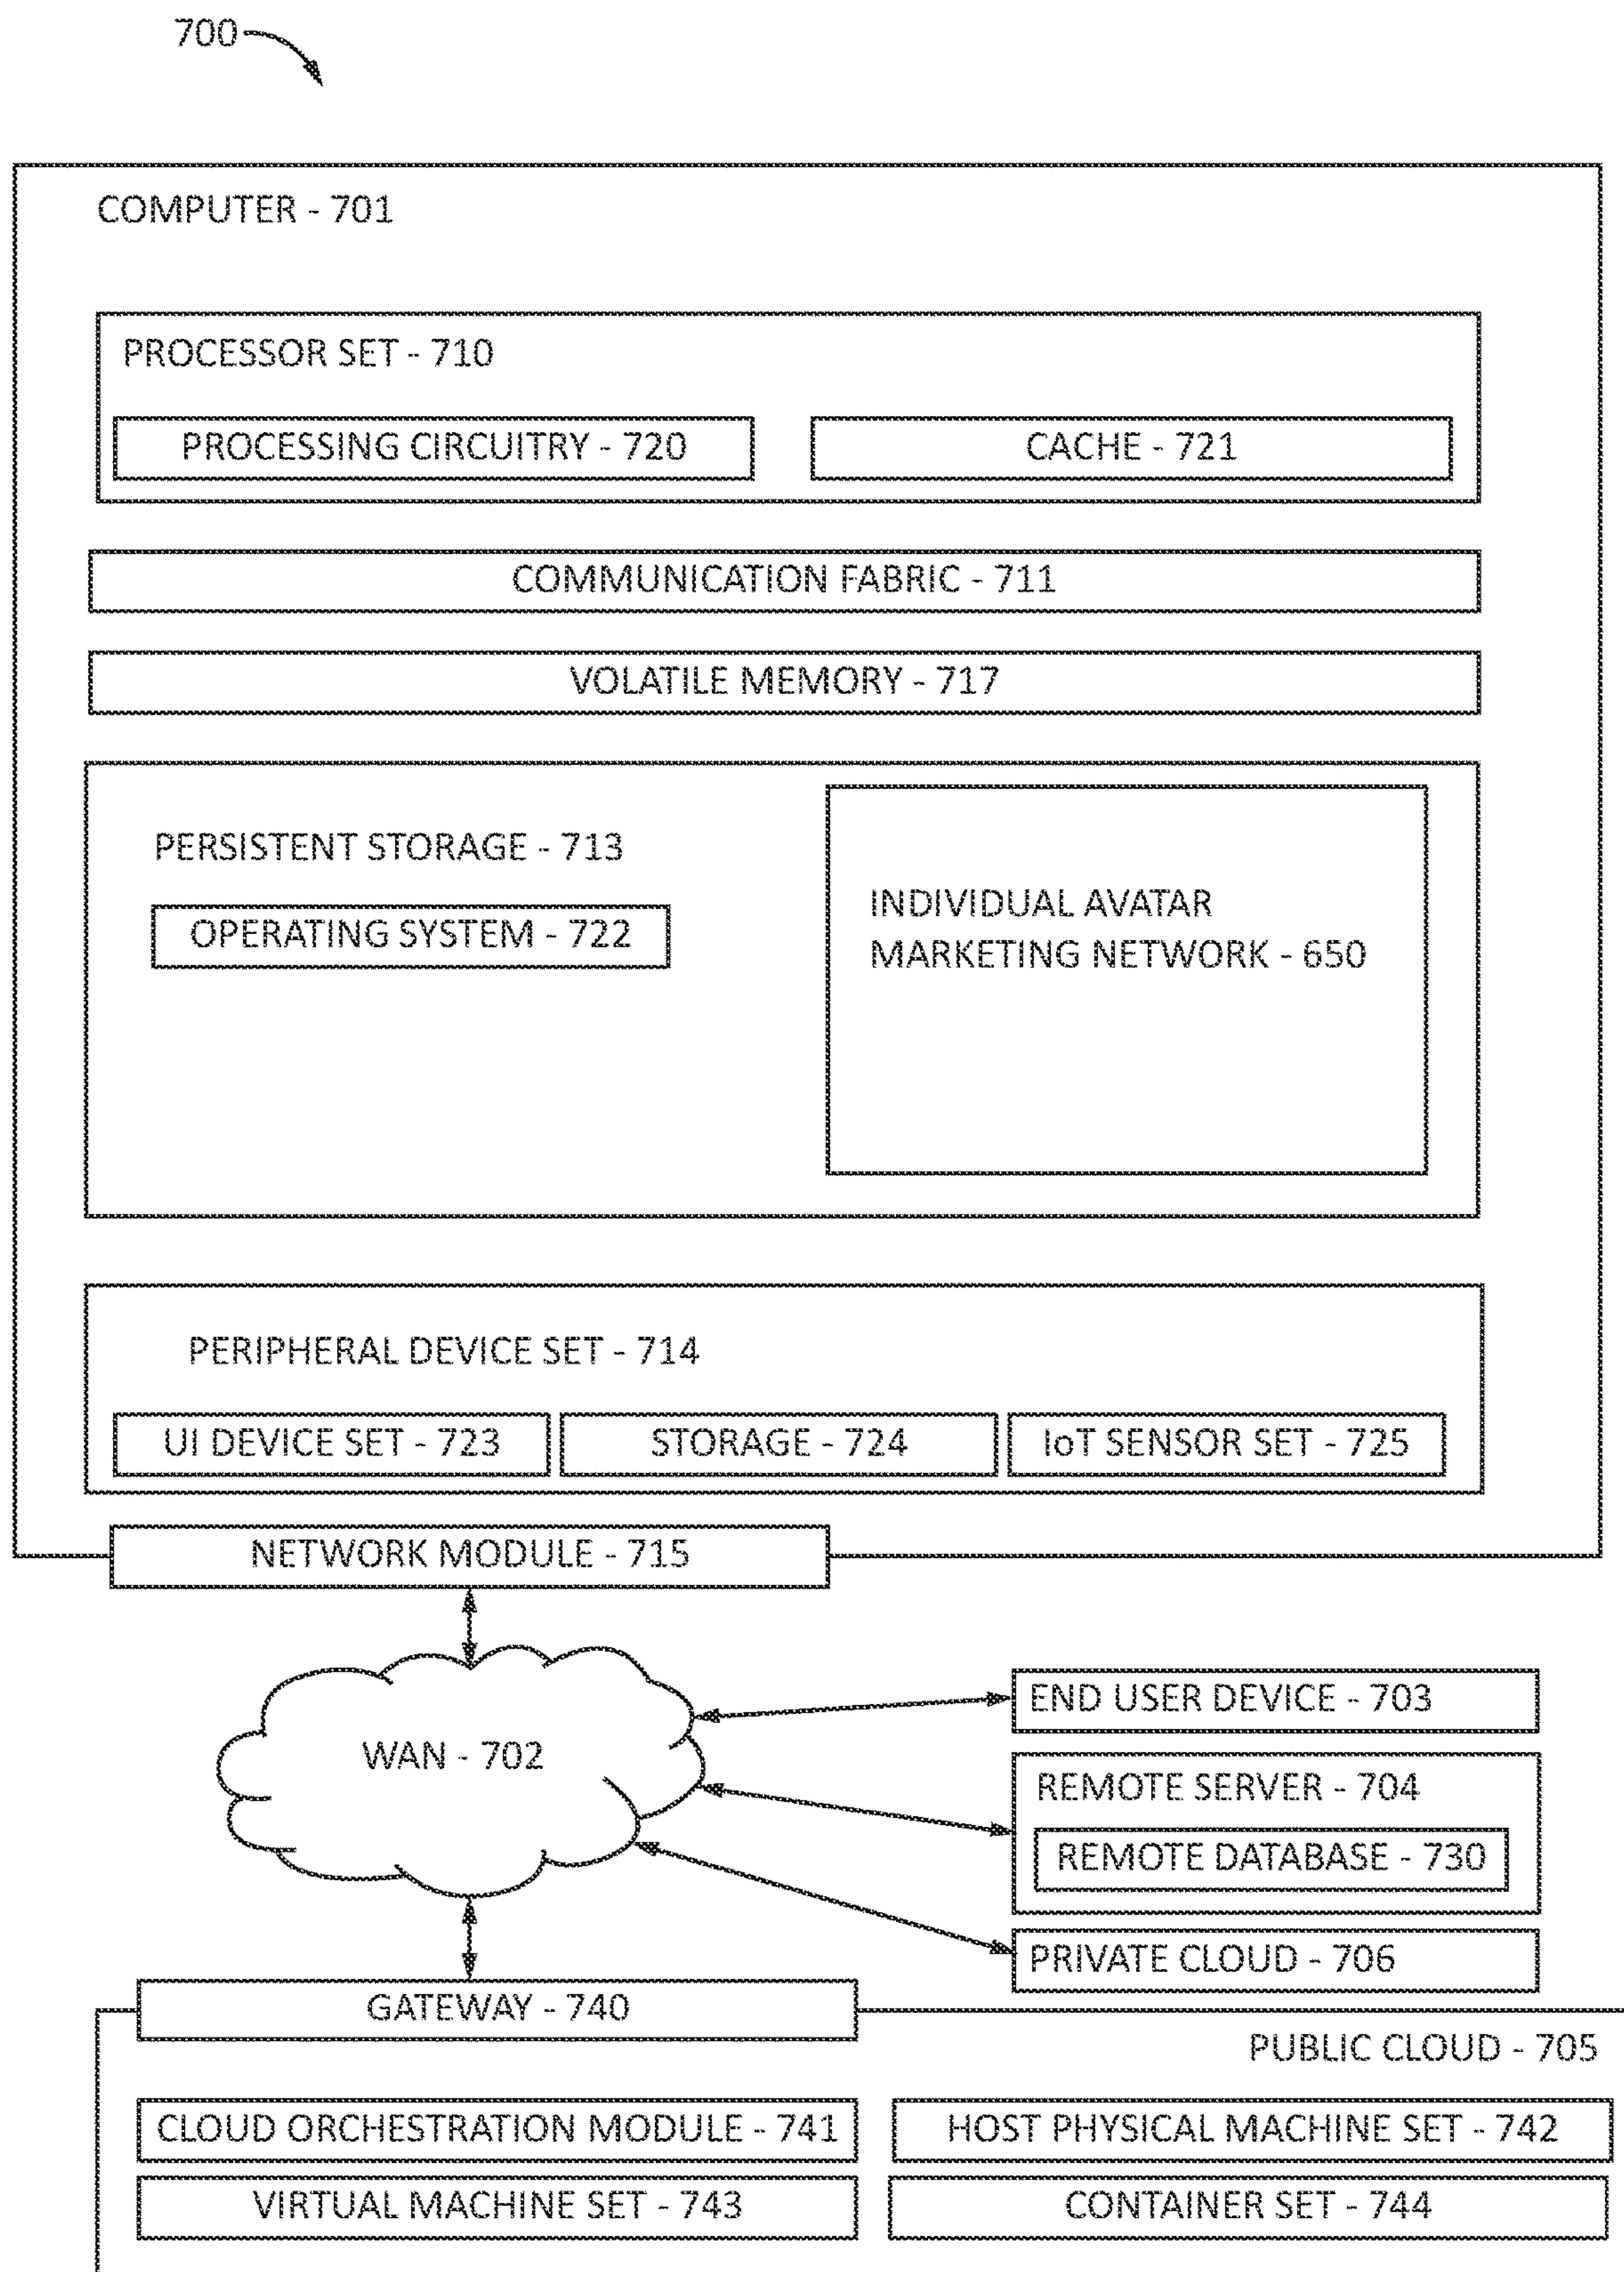 700
COMPUTER - 701
PROCESSOR SET - 710
PROCESSING CIRCUITRY - 720
CACHE - 721
COMMUNICATION FABRIC - 711
VOLATILE MEMORY - 717
PERSISTENT STORAGE - 713
OPERATING SYSTEM - 722
INDIVIDUAL AVATAR
MARKETING NETWORK - 650
PERIPHERAL DEVICE SET - 714
UI DEVICE SET - 723
STORAGE - 724
IoT SENSOR SET - 725
NETWORK MODULE - 715
WAN - 702
END USER DEVICE - 703
REMOTE SERVER - 704
REMOTE DATABASE - 730
PRIVATE CLOUD - 706
GATEWAY - 740
PUBLIC CLOUD - 705
CLOUD ORCHESTRATION MODULE - 741
HOST PHYSICAL MACHINE SET - 742
VIRTUAL MACHINE SET - 743
CONTAINER SET - 744